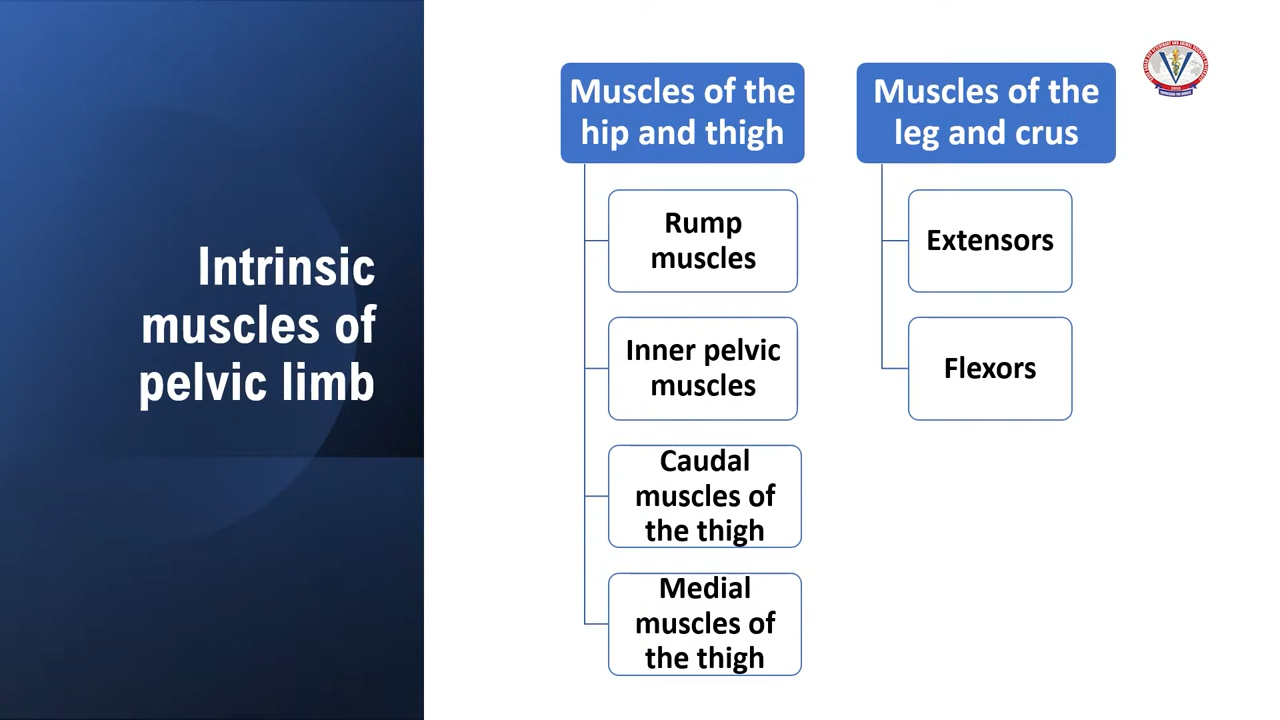 Intrinsic
muscles of
pelvic limb
Muscles of the
hip and thigh
Rump
muscles
Inner pelvic
muscles
Caudal
muscles of
the thigh
Medial
muscles of
the thigh
Muscles of the
leg and crus
Extensors
Flexors